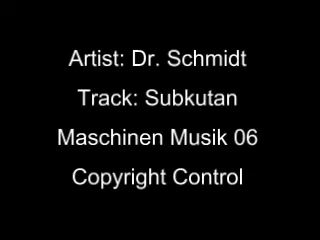 Artist: Dr. Schmidt
Track: Subkutan
Maschinen Musik 06
Copyright Control